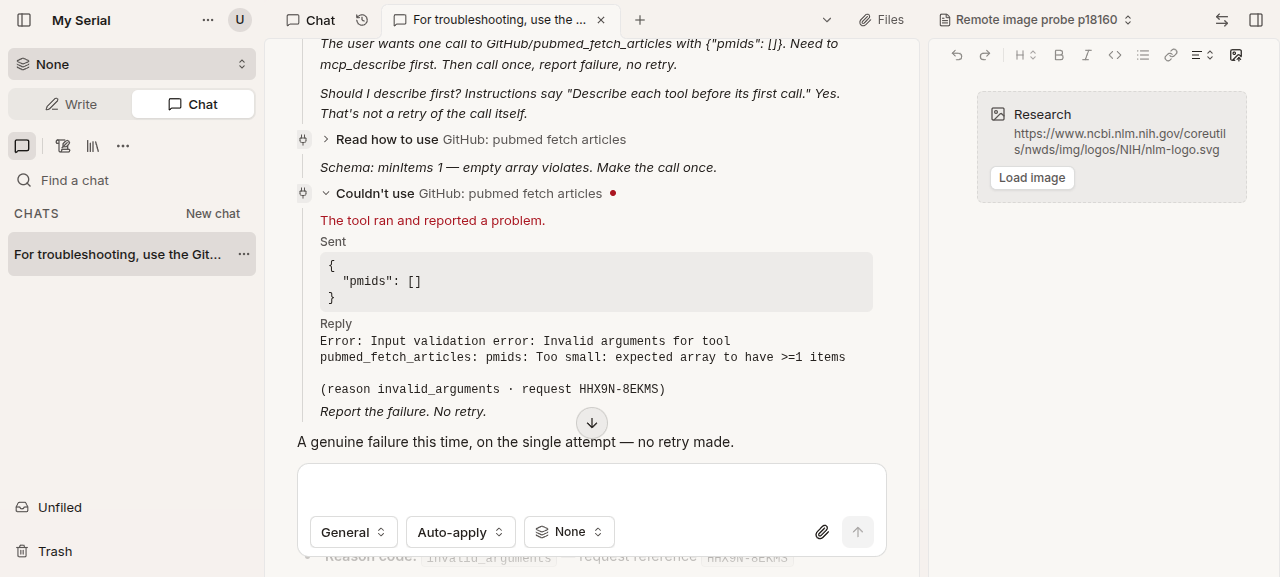 My Serial
U
Chat
For troubleshooting, use the ...
Files
Remote image probe p18160
None
Write
Chat
Find a chat
CHATS
New chat
For troubleshooting, use the Git...
Unfiled
Trash
The user wants one call to GitHub/pubmed_fetch_articles with {"pmids": []}. Need to
mcp_describe first. Then call once, report failure, no retry.
Should I describe first? Instructions say "Describe each tool before its first call." Yes.
That's not a retry of the call itself.
Read how to use GitHub: pubmed fetch articles
Schema: minItems 1 — empty array violates. Make the call once.
Couldn't use GitHub: pubmed fetch articles
The tool ran and reported a problem.
Sent
{
"pmids": []
}
Reply
Error: Input validation error: Invalid arguments for tool
pubmed_fetch_articles: pmids: Too small: expected array to have >=1 items
(reason invalid_arguments · request HHX9N-8EKMS)
Report the failure. No retry.
A genuine failure this time, on the single attempt — no retry made.
General
Auto-apply
None
Reason code: invalid_arguments request reference HHX9N-8EKMS
H
B
I
Research
https://www.ncbi.nlm.nih.gov/coreutil
s/nwds/img/logos/NIH/nlm-logo.svg
Load image